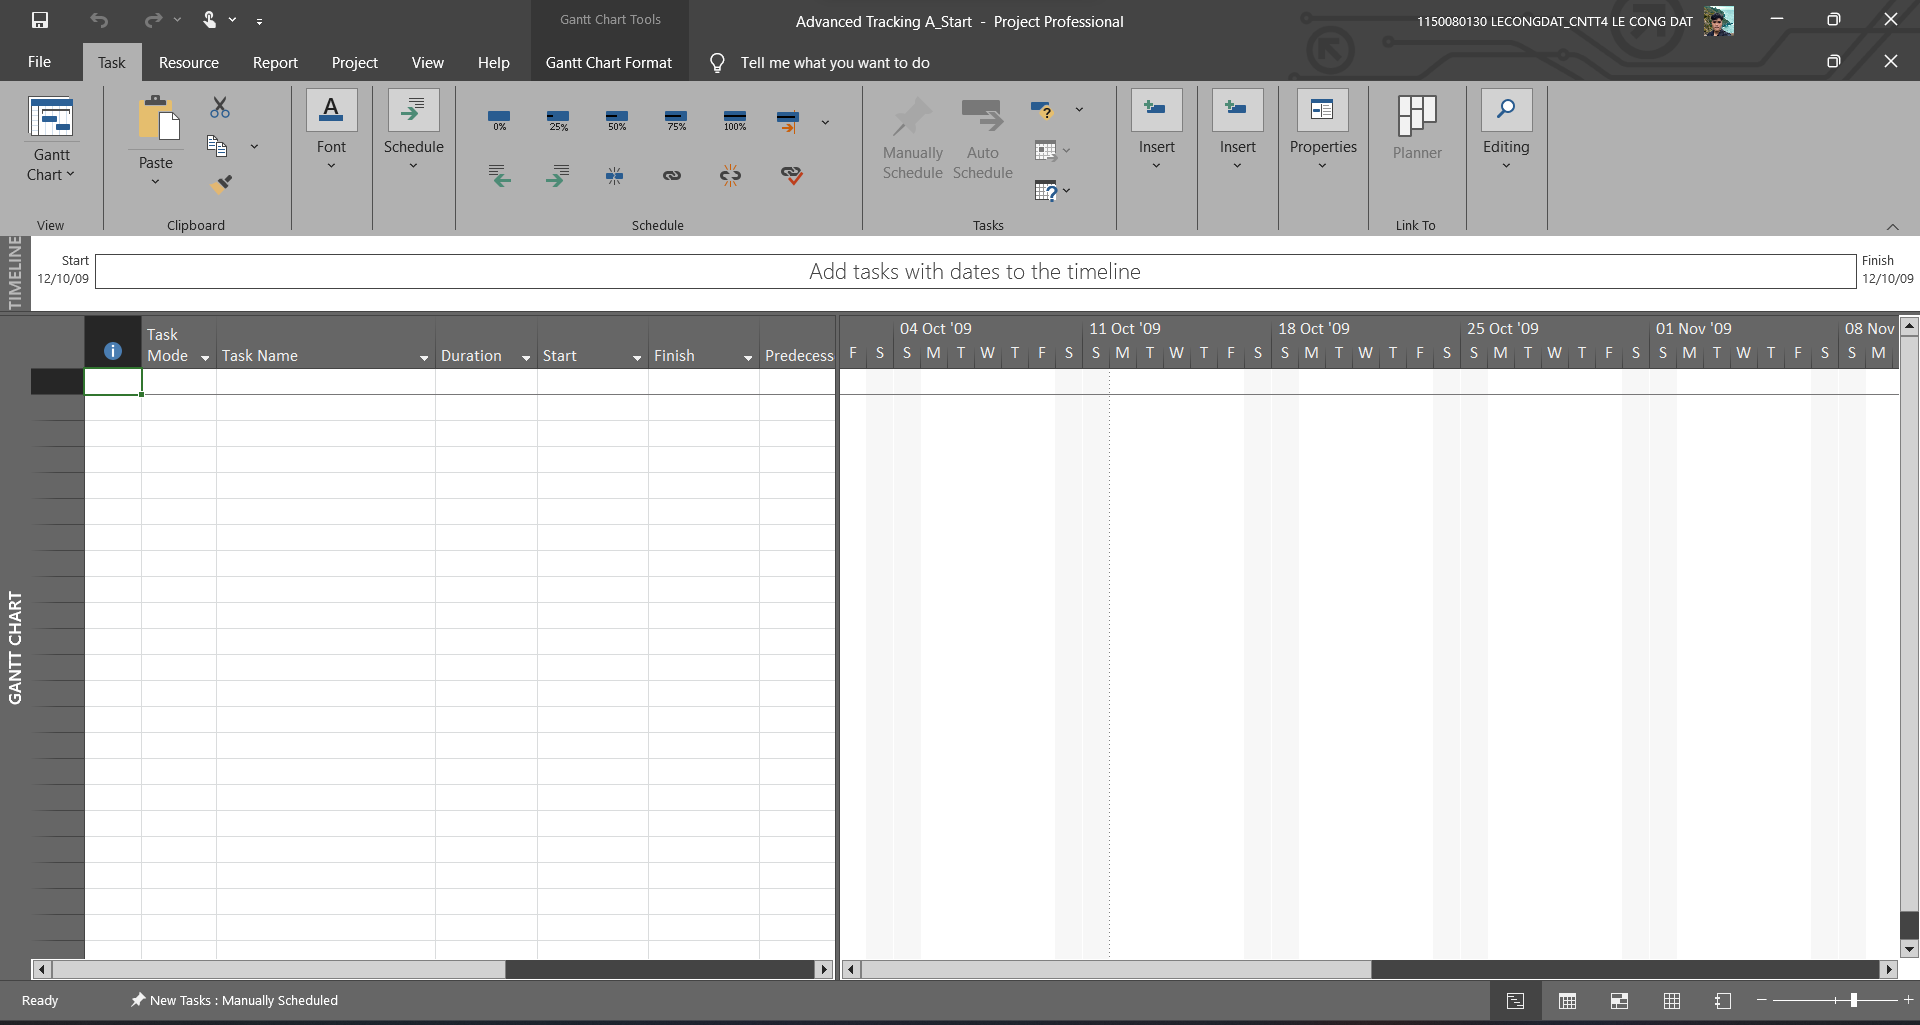 Gantt Chart Tools
Advanced Tracking A_Start - Project Professional
1150080130 LECONGDAT_CNTT4 LE CONG DAT
File Task Resource Report Project View Help Gantt Chart Format Tell me what you want to do
Gantt
Chart
View
Paste
Clipboard
A
Font
Schedule
0% 25% 50% 75% 100%
Schedule
Manually
Schedule
Auto
Schedule
Tasks
Insert
Insert
Properties
Planner
Link To
Editing
TIMELINE
Start
12/10/09
Add tasks with dates to the timeline
Finish
12/10/09
Task
Mode Task Name Duration Start Finish Predecess
04 Oct '09 11 Oct '09 18 Oct '09 25 Oct '09 01 Nov '09 08 Nov
F S S M T W T F S S M T W T F S S M T W T F S S M T W T F S S M T W T F S S M
GANTT CHART
Ready New Tasks : Manually Scheduled